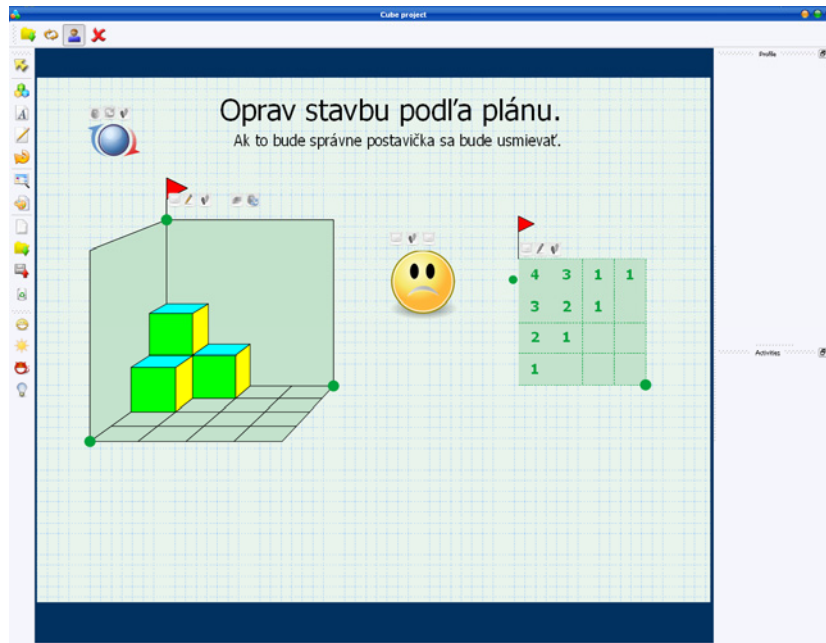 Cube project
Profile
Oprav stavbu podľa plánu.
Ak to bude správne postavička sa bude usmievať.
4 3 1 1
3 2 1
2 1
1
Activities